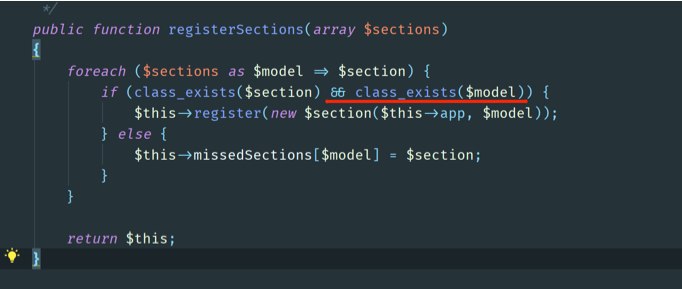 */
public function registerSections(array $sections)
{
foreach ($sections as $model => $section) {
if (class_exists($section) && class_exists($model)) {
$this->register(new $section($this->app, $model));
} else {
$this->missedSections[$model] = $section;
}
}
return $this;
}